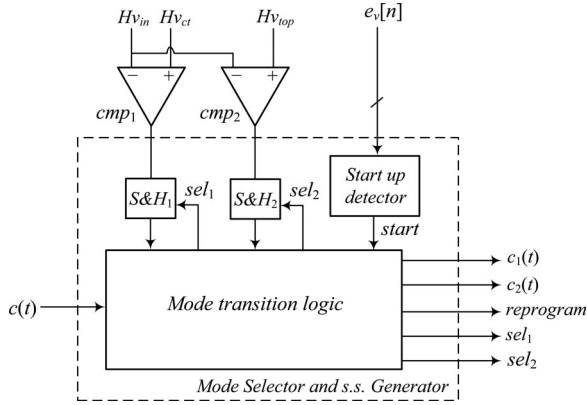 Hv_in Hv_ct Hv_top e_v[n]
− + − +
cmp_1 cmp_2
S&H_1 sel_1 S&H_2 sel_2 Start up
detector
start
c(t) Mode transition logic
c_1(t)
c_2(t)
reprogram
sel_1
sel_2
Mode Selector and s.s. Generator